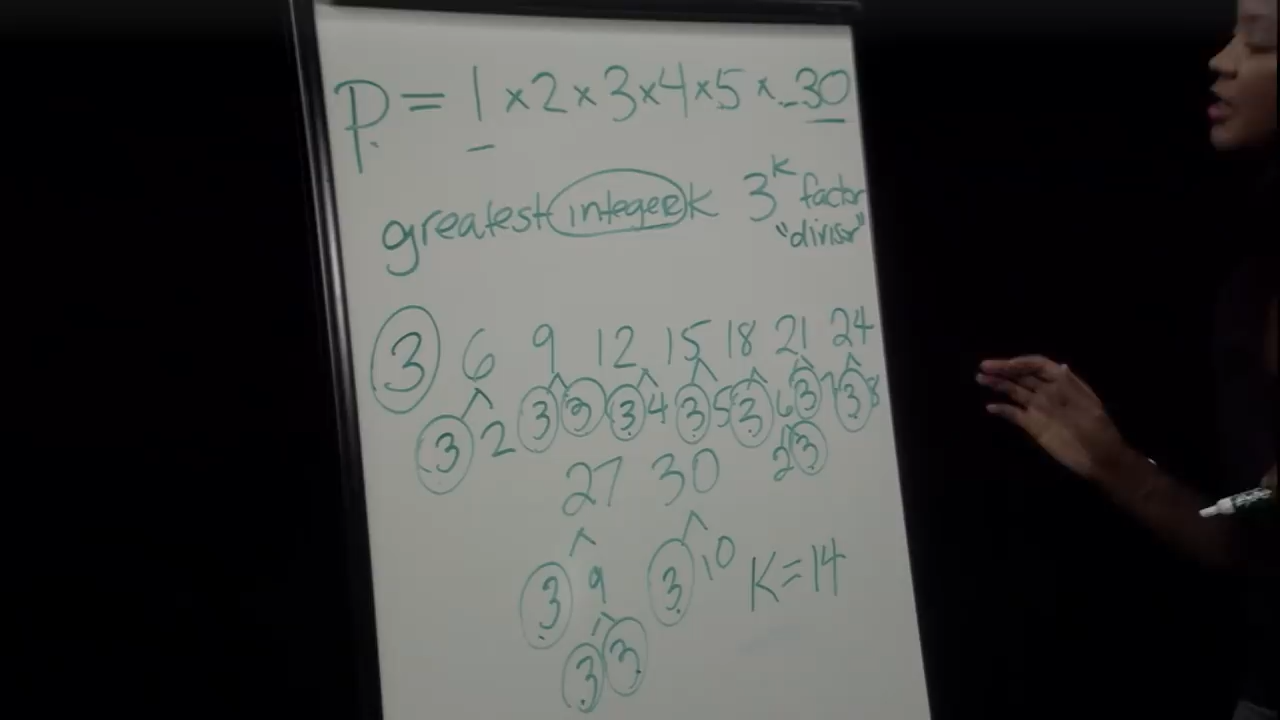 P = 1 × 2 × 3 × 4 × 5 × ... 30
greatest integer K 3^K factor
"divisor"
3 6 9 12 15 18 21 24
3 2 3 3 3 4 3 5 3 6 3 7 3 8
2 3
27 30
3 9 3 10 K=14
3 3